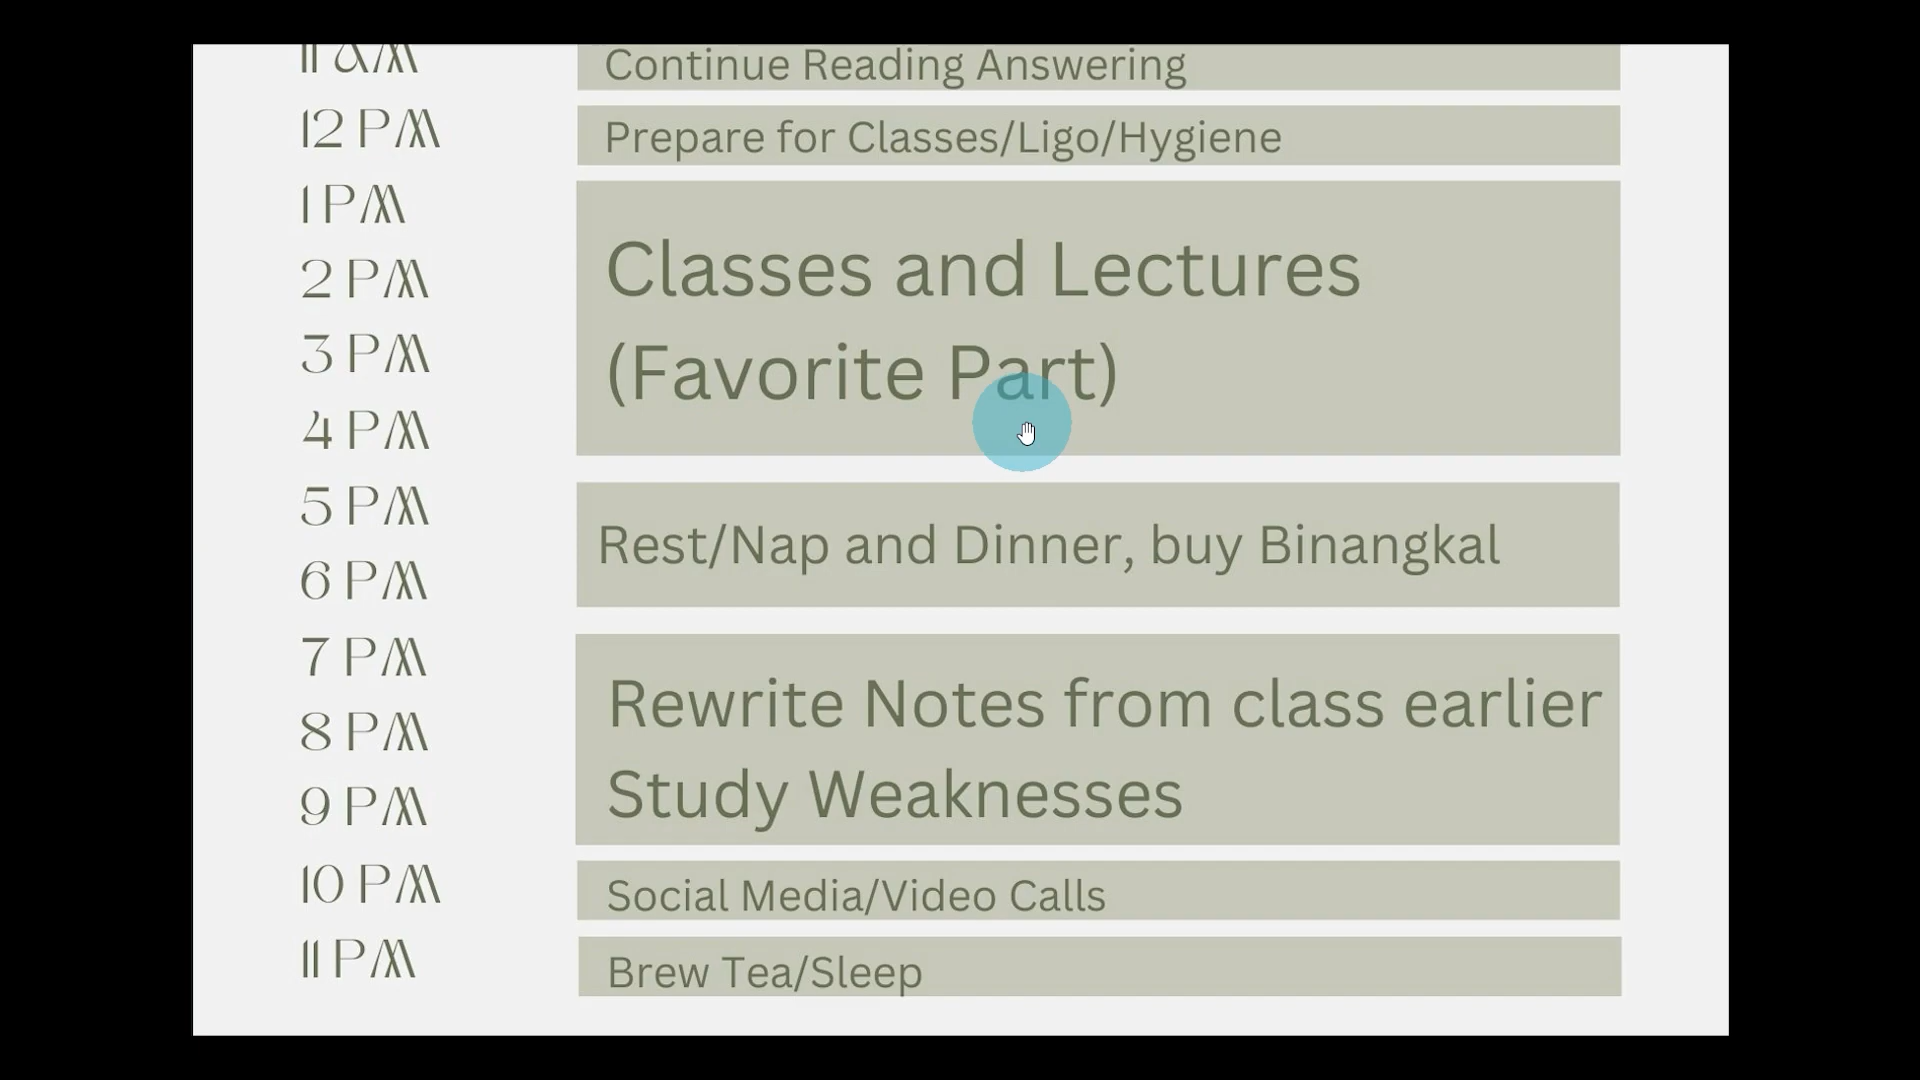 11 AM
Continue Reading Answering
12 PM
Prepare for Classes/Ligo/Hygiene
1 PM
2 PM
3 PM
4 PM
Classes and Lectures
(Favorite Part)
5 PM
6 PM
Rest/Nap and Dinner, buy Binangkal
7 PM
8 PM
9 PM
Rewrite Notes from class earlier
Study Weaknesses
10 PM
Social Media/Video Calls
11 PM
Brew Tea/Sleep